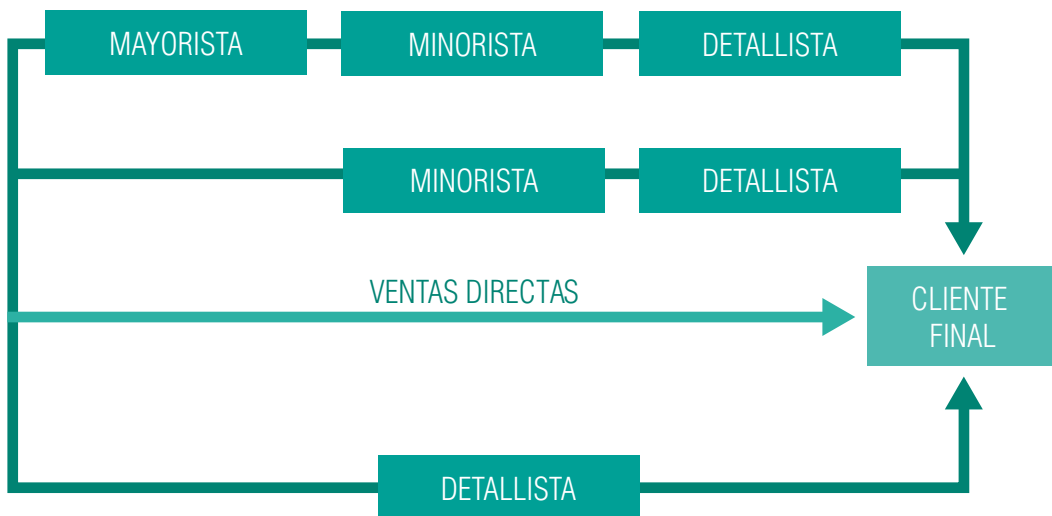 MAYORISTA
MINORISTA
DETALLISTA
MINORISTA
DETALLISTA
VENTAS DIRECTAS
CLIENTE
FINAL
DETALLISTA